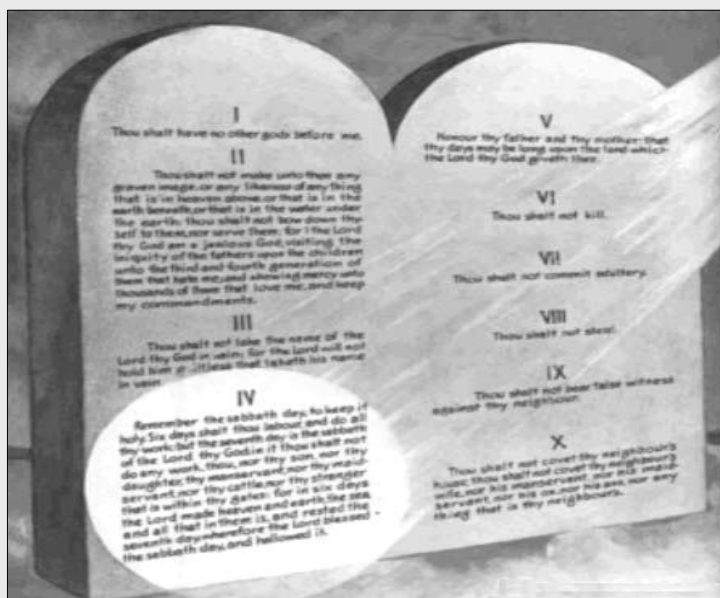 I
Thou shalt have no other gods before me.
II
Thou shalt not make unto thee any
graven image, or any likeness of any thing
that is in heaven above, or that is in the
earth beneath, or that is in the water under
the earth: thou shalt not bow down thy
self to them, nor serve them: for I the Lord
thy God am a jealous God, visiting the
iniquity of the fathers upon the children
unto the third and fourth generation of
them that hate me; and shewing mercy unto
thousands of them that love me, and keep
my commandments.
III
Thou shalt not take the name of the
Lord thy God in vain; for the Lord will not
hold him guiltless that taketh his name
in vain.
IV
Remember the sabbath day, to keep it
holy. Six days shalt thou labour, and do all
thy work: but the seventh day is the sabbath
of the Lord thy God: in it thou shalt not
do any work, thou, nor thy son, nor thy
daughter, thy manservant, nor thy maid-
servant, nor thy cattle, nor thy stranger
that is within thy gates: for in six days
the Lord made heaven and earth, the sea,
and all that in them is, and rested the
seventh day: wherefore the Lord blessed
the sabbath day, and hallowed it.
V
Honour thy father and thy mother: that
thy days may be long upon the land which
the Lord thy God giveth thee.
VI
Thou shalt not kill.
VII
Thou shalt not commit adultery.
VIII
Thou shalt not steal.
IX
Thou shalt not bear false witness
against thy neighbour.
X
Thou shalt not covet thy neighbour's
house, thou shalt not covet thy neighbour's
wife, nor his manservant, nor his maid-
servant, nor his ox, nor his ass, nor any
thing that is thy neighbour's.